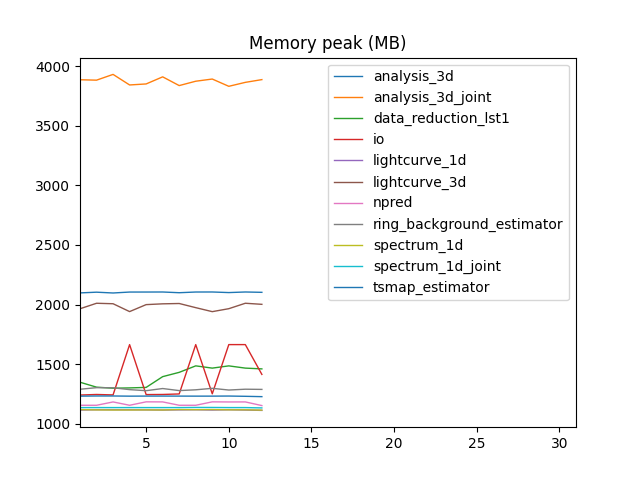 Memory peak (MB)
4000
3500
3000
2500
2000
1500
1000
5
10
15
20
25
30
analysis_3d
analysis_3d_joint
data_reduction_lst1
io
lightcurve_1d
lightcurve_3d
npred
ring_background_estimator
spectrum_1d
spectrum_1d_joint
tsmap_estimator